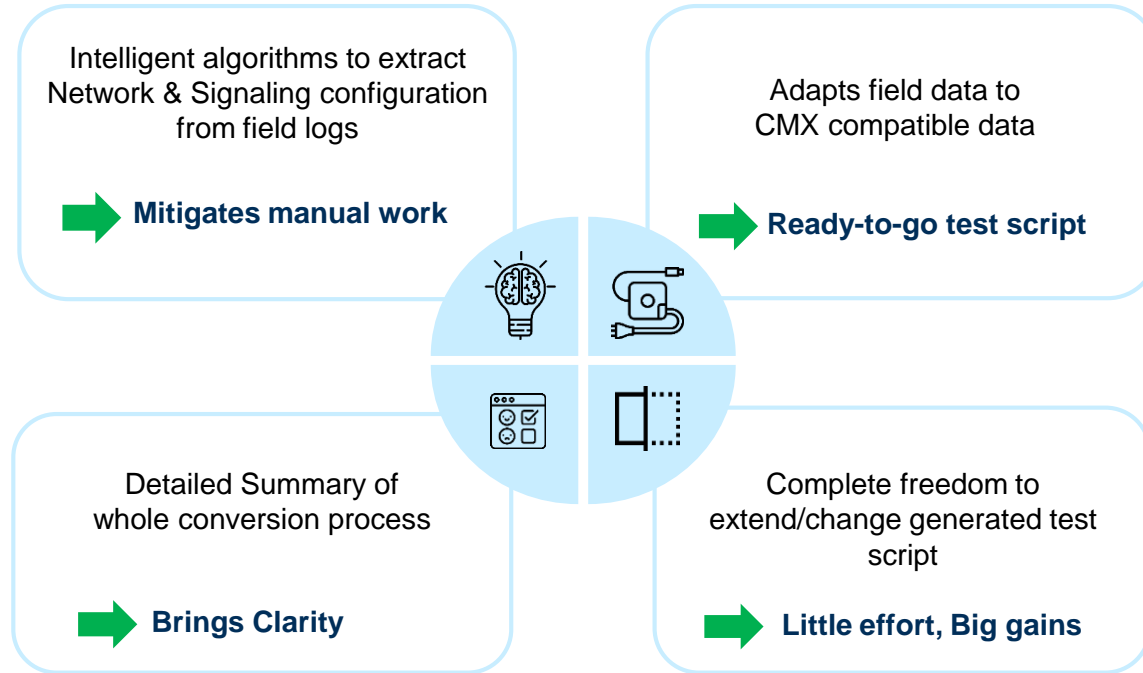 Intelligent algorithms to extract
Network & Signaling configuration
from field logs
Mitigates manual work
Adapts field data to
CMX compatible data
Ready-to-go test script
Detailed Summary of
whole conversion process
Brings Clarity
Complete freedom to
extend/change generated test
script
Little effort, Big gains